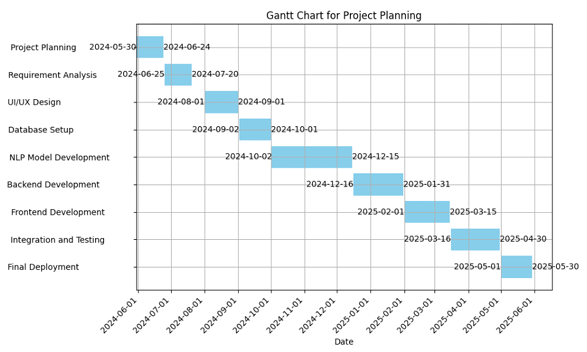 Gantt Chart for Project Planning
Project Planning 2024-05-30 2024-06-24
Requirement Analysis 2024-06-25 2024-07-20
UI/UX Design 2024-08-01 2024-09-01
Database Setup 2024-09-02 2024-10-01
NLP Model Development 2024-10-02 2024-12-15
Backend Development 2024-12-16 2025-01-31
Frontend Development 2025-02-01 2025-03-15
Integration and Testing 2025-03-16 2025-04-30
Final Deployment 2025-05-01 2025-05-30
2024-06-01 2024-07-01 2024-08-01 2024-09-01 2024-10-01 2024-11-01 2024-12-01 2025-01-01 2025-02-01 2025-03-01 2025-04-01 2025-05-01 2025-06-01
Date